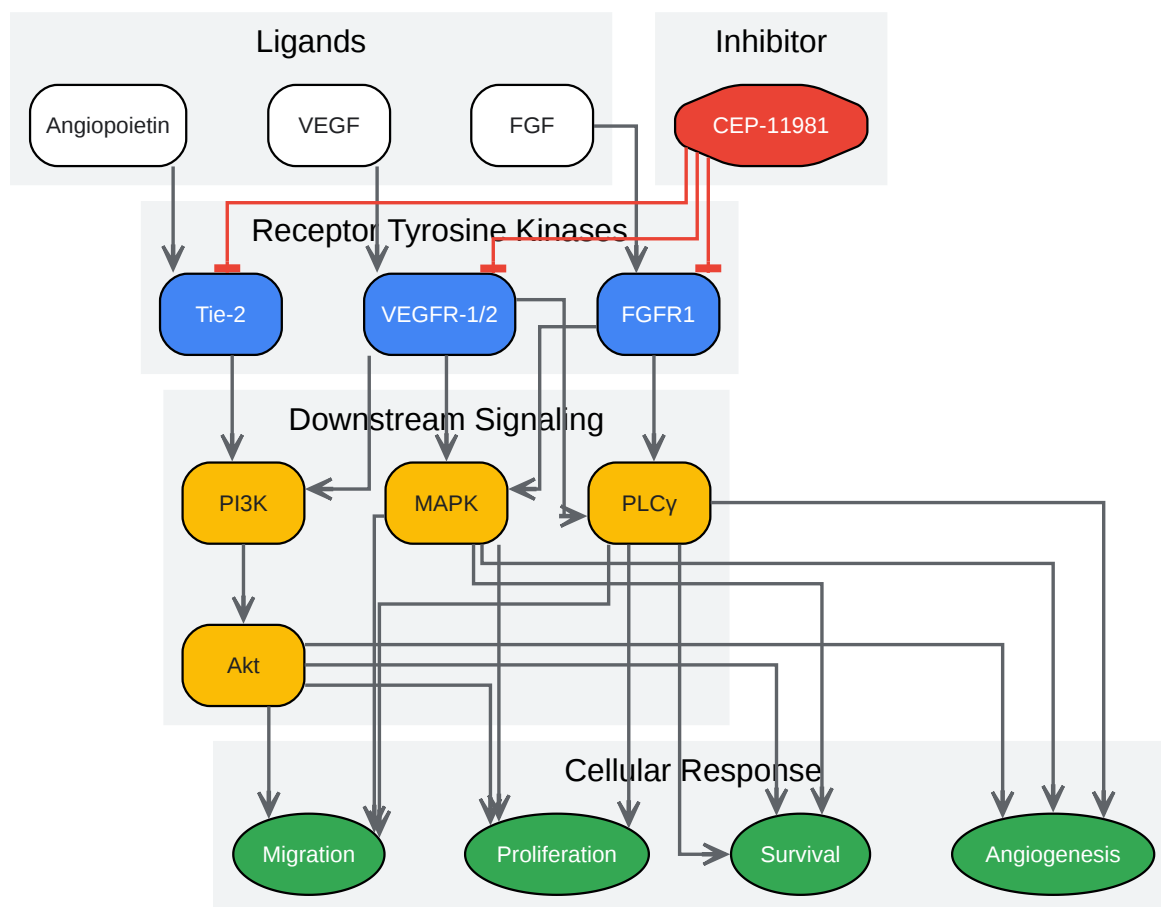 Ligands
Inhibitor
Angiopoietin
VEGF
FGF
CEP-11981
Receptor Tyrosine Kinases
Tie-2
VEGFR-1/2
FGFR1
Downstream Signaling
PI3K
MAPK
PLCγ
Akt
Cellular Response
Migration
Proliferation
Survival
Angiogenesis